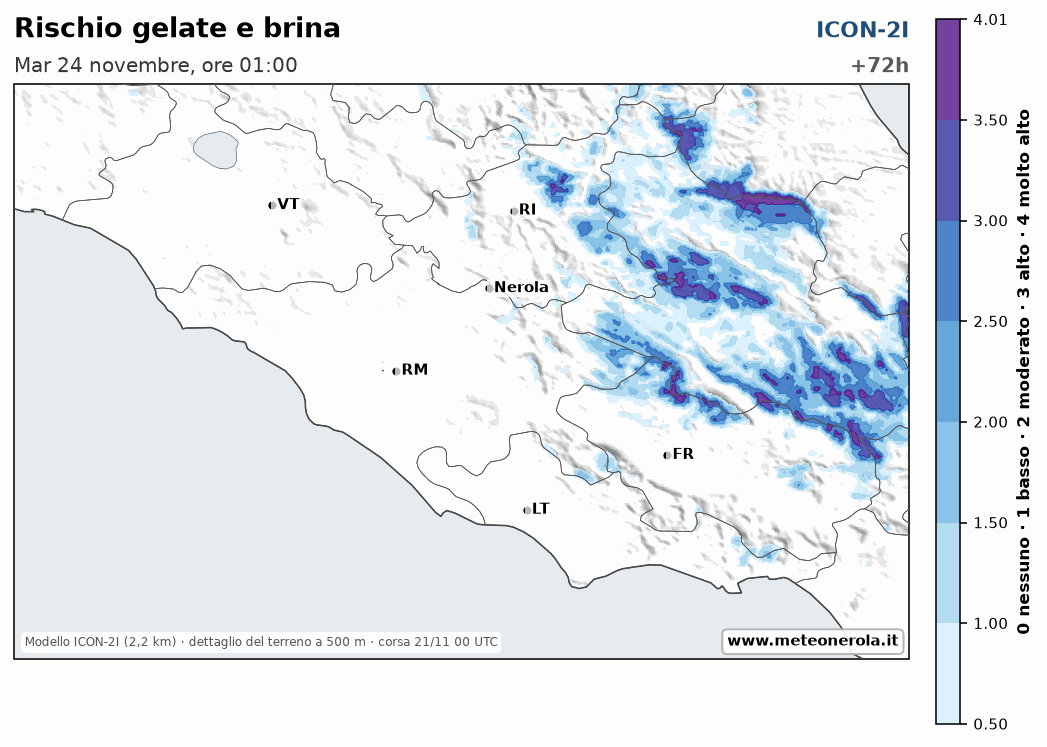 Rischio gelate e brina
ICON-2I
Mar 24 novembre, ore 01:00
+72h
VT
RI
Nerola
RM
FR
LT
Modello ICON-2I (2,2 km) · dettaglio del terreno a 500 m · corsa 21/11 00 UTC
www.meteonerola.it
4.01
3.50
3.00
2.50
2.00
1.50
1.00
0.50
0 nessuno · 1 basso · 2 moderato · 3 alto · 4 molto alto